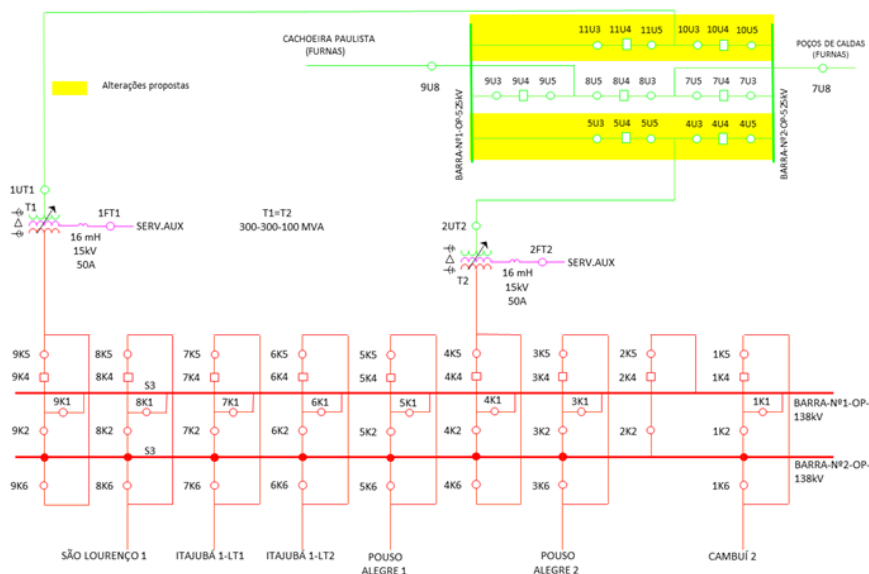 CACHOEIRA PAULISTA
(FURNAS)
9U8
Alterações propostas
11U3 11U4 11U5 10U3 10U4 10U5
9U3 9U4 9U5 8U5 8U4 8U3 7U5 7U4 7U3
5U3 5U4 5U5 4U3 4U4 4U5
BARRA-Nº1-OP-525kV
BARRA-Nº2-OP-525kV
POÇOS DE CALDAS
(FURNAS)
7U8
1UT1
T1
1FT1
SERV.AUX
16 mH
15kV
50A
T1=T2
300-300-100 MVA
2UT2
T2
2FT2
SERV.AUX
16 mH
15kV
50A
9K5 8K5 7K5 6K5 5K5 4K5 3K5 2K5 1K5
9K4 8K4 7K4 6K4 5K4 4K4 3K4 2K4 1K4
S3
9K1 8K1 7K1 6K1 5K1 4K1 3K1 1K1
BARRA-Nº1-OP-
138kV
9K2 8K2 7K2 6K2 5K2 4K2 3K2 2K2 1K2
S3
BARRA-Nº2-OP-
138kV
9K6 8K6 7K6 6K6 5K6 4K6 3K6 1K6
SÃO LOURENÇO 1
ITAJUBÁ 1-LT1
ITAJUBÁ 1-LT2
POUSO
ALEGRE 1
POUSO
ALEGRE 2
CAMBUÍ 2